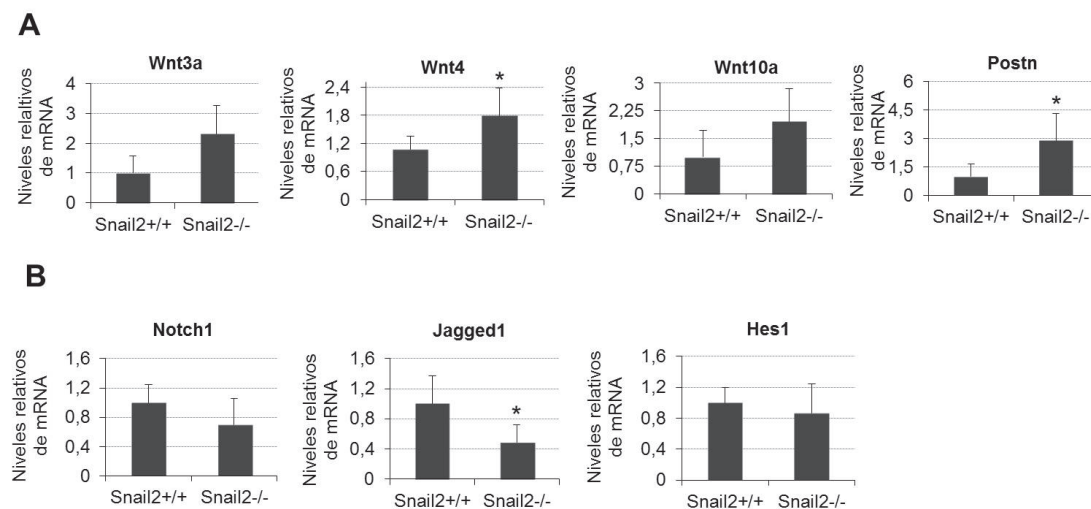 A
Wnt3a
Niveles relaltivos
de mRNA
4
3
2
1
0
Snail2+/+ Snail2-/-
Wnt4
Niveles relativos
de mRNA
2,4
1,8
1,2
0,6
0
*
Snail2+/+ Snail2-/-
Wnt10a
Niveles relativos
de mRNA
3
2,25
1,5
0,75
0
Snail2+/+ Snail2-/-
Postn
Niveles relativos
de mRNA
6
4,5
3
1,5
0
*
Snail2+/+ Snail2-/-
B
Notch1
Niveles relativos
de mRNA
1,6
1,2
0,8
0,4
0
Snail2+/+ Snail2-/-
Jagged1
Niveles relativos
de mRNA
1,6
1,2
0,8
0,4
0
*
Snail2+/+ Snail2-/-
Hes1
Niveles relativos
de mRNA
1,6
1,2
0,8
0,4
0
Snail2+/+ Snail2-/-